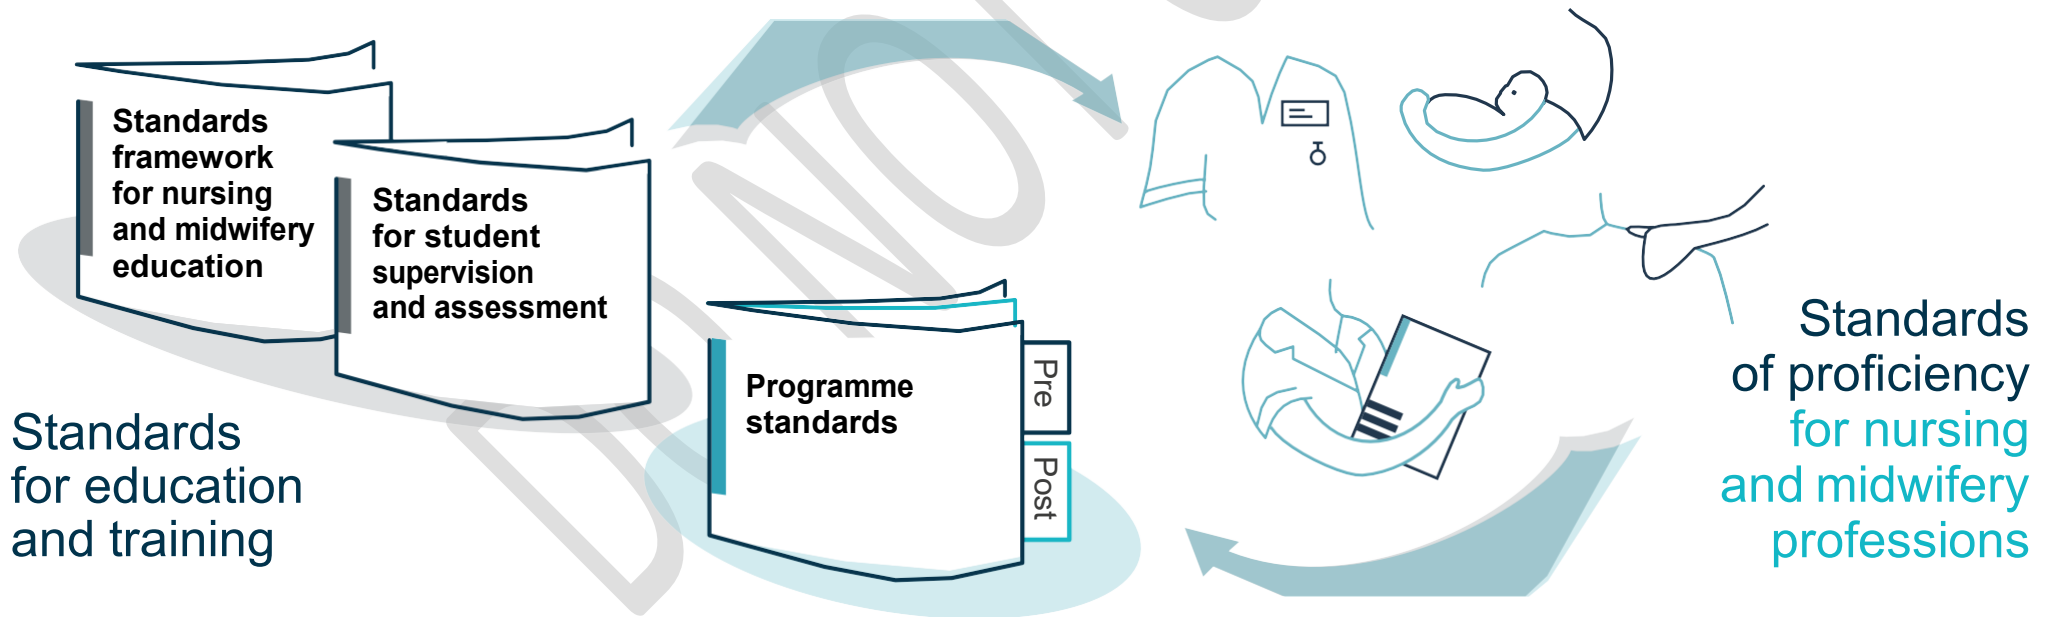 Standards
framework
for nursing
and midwifery
education
Standards
for student
supervision
and assessment
Programme
standards
Pre
Post
Standards
for education
and training
Standards
of proficiency
for nursing
and midwifery
professions